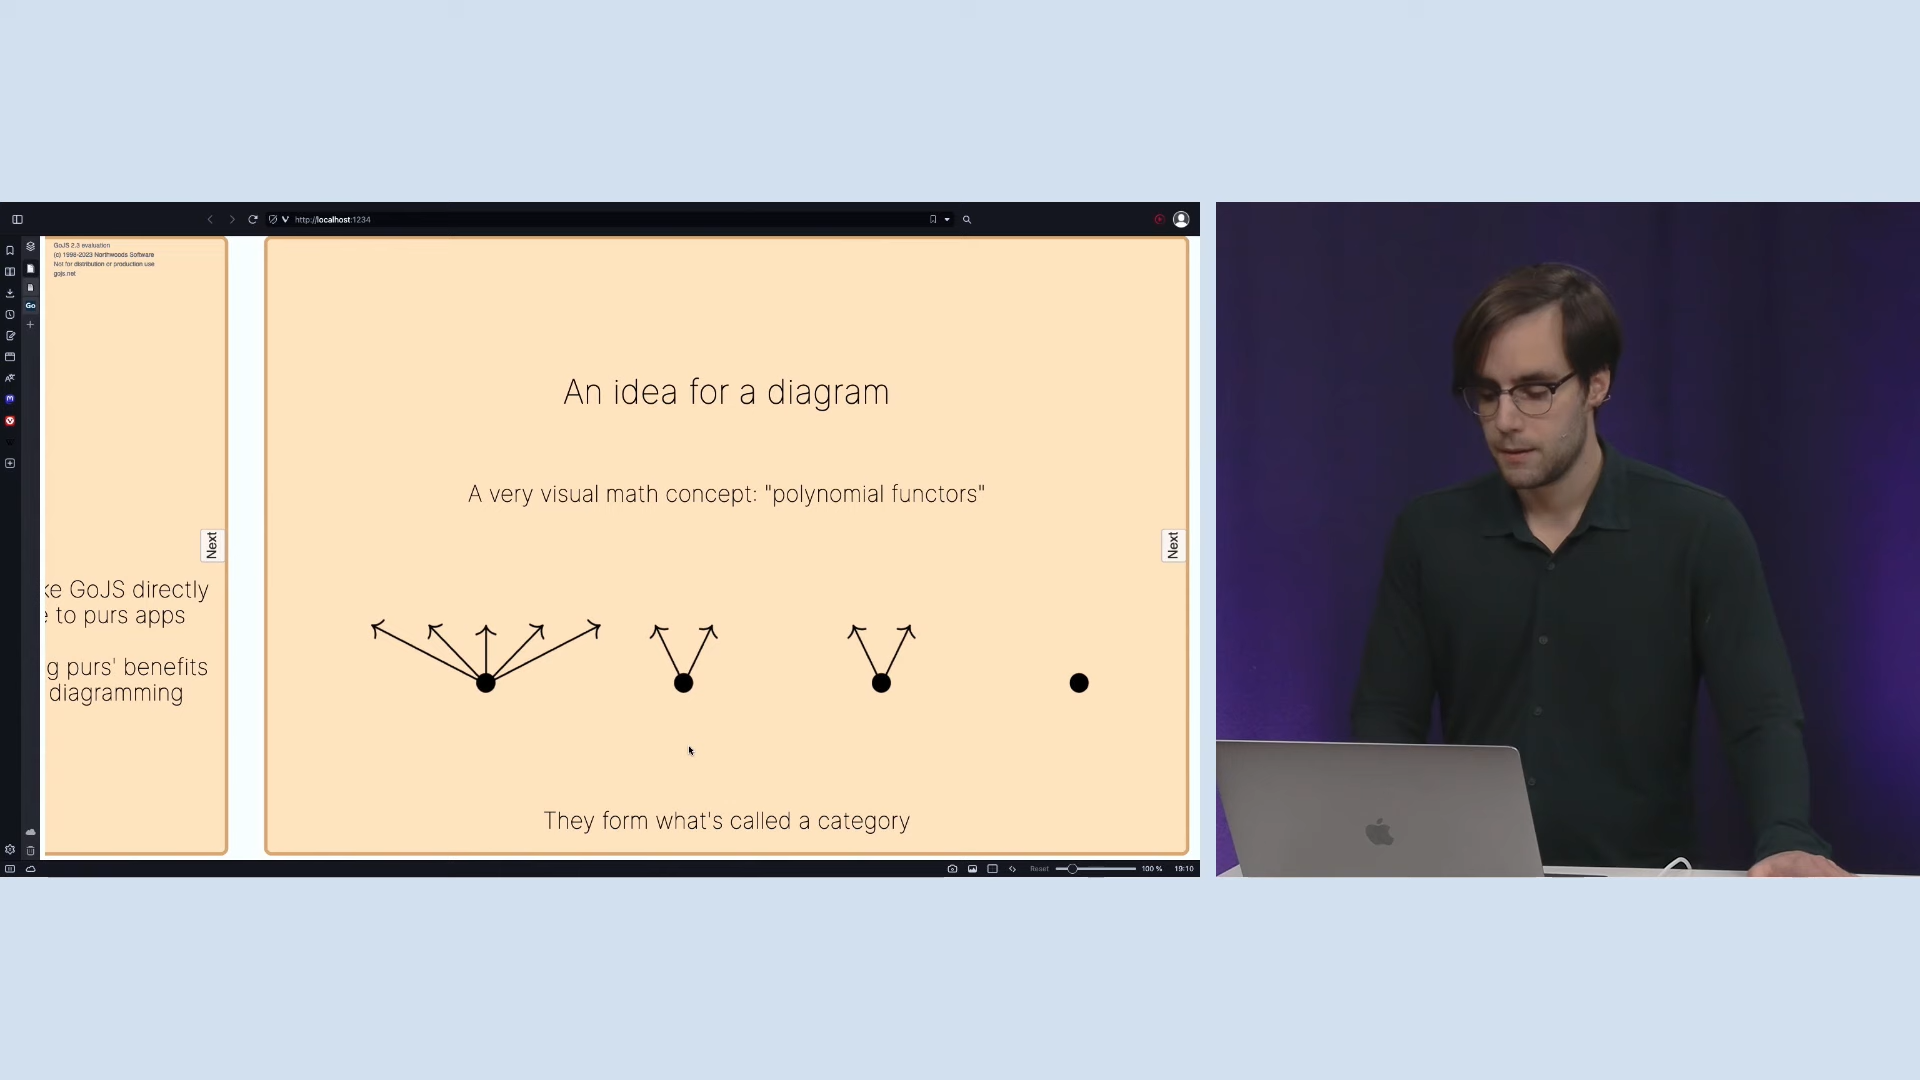 http://localhost:1234
GoJS 2.3 evaluation
(c) 1998-2023 Northwoods Software
Not for distribution or production use
gojs.net
Go
Next
ke GoJS directly
to purs apps
g purs' benefits
diagramming
An idea for a diagram
A very visual math concept: "polynomial functors"
Next
They form what's called a category
Reset
100 %
19:10